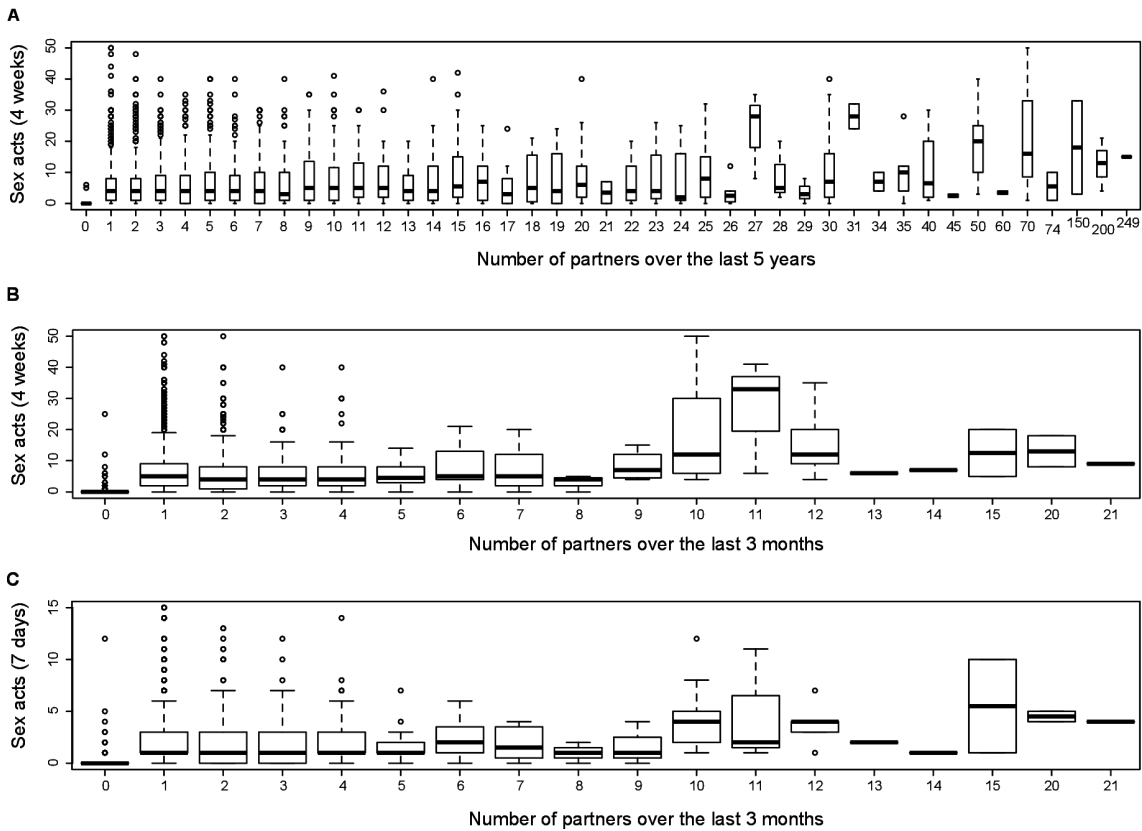 A
Sex acts (4 weeks)
50
40
30
20
10
0
0 1 2 3 4 5 6 7 8 9 10 11 12 13 14 15 16 17 18 19 20 21 22 23 24 25 26 27 28 29 30 31 34 35 40 45 50 60 70 74 150 200 249
Number of partners over the last 5 years
B
Sex acts (4 weeks)
50
40
30
20
10
0
0 1 2 3 4 5 6 7 8 9 10 11 12 13 14 15 20 21
Number of partners over the last 3 months
C
Sex acts (7 days)
15
10
5
0
0 1 2 3 4 5 6 7 8 9 10 11 12 13 14 15 20 21
Number of partners over the last 3 months